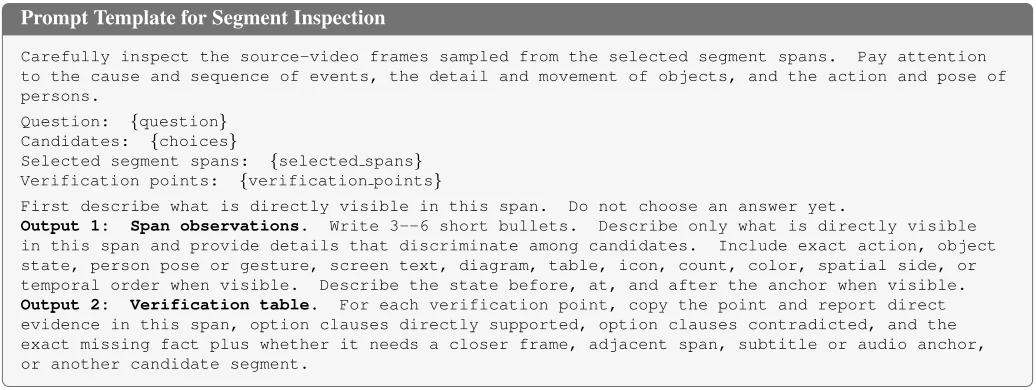 Prompt Template for Segment Inspection
Carefully inspect the source-video frames sampled from the selected segment spans. Pay attention
to the cause and sequence of events, the detail and movement of objects, and the action and pose of
persons.
Question: {question}
Candidates: {choices}
Selected segment spans: {selected_spans}
Verification points: {verification_points}
First describe what is directly visible in this span. Do not choose an answer yet.
Output 1: Span observations. Write 3--6 short bullets. Describe only what is directly visible
in this span and provide details that discriminate among candidates. Include exact action, object
state, person pose or gesture, screen text, diagram, table, icon, count, color, spatial side, or
temporal order when visible. Describe the state before, at, and after the anchor when visible.
Output 2: Verification table. For each verification point, copy the point and report direct
evidence in this span, option clauses directly supported, option clauses contradicted, and the
exact missing fact plus whether it needs a closer frame, adjacent span, subtitle or audio anchor,
or another candidate segment.